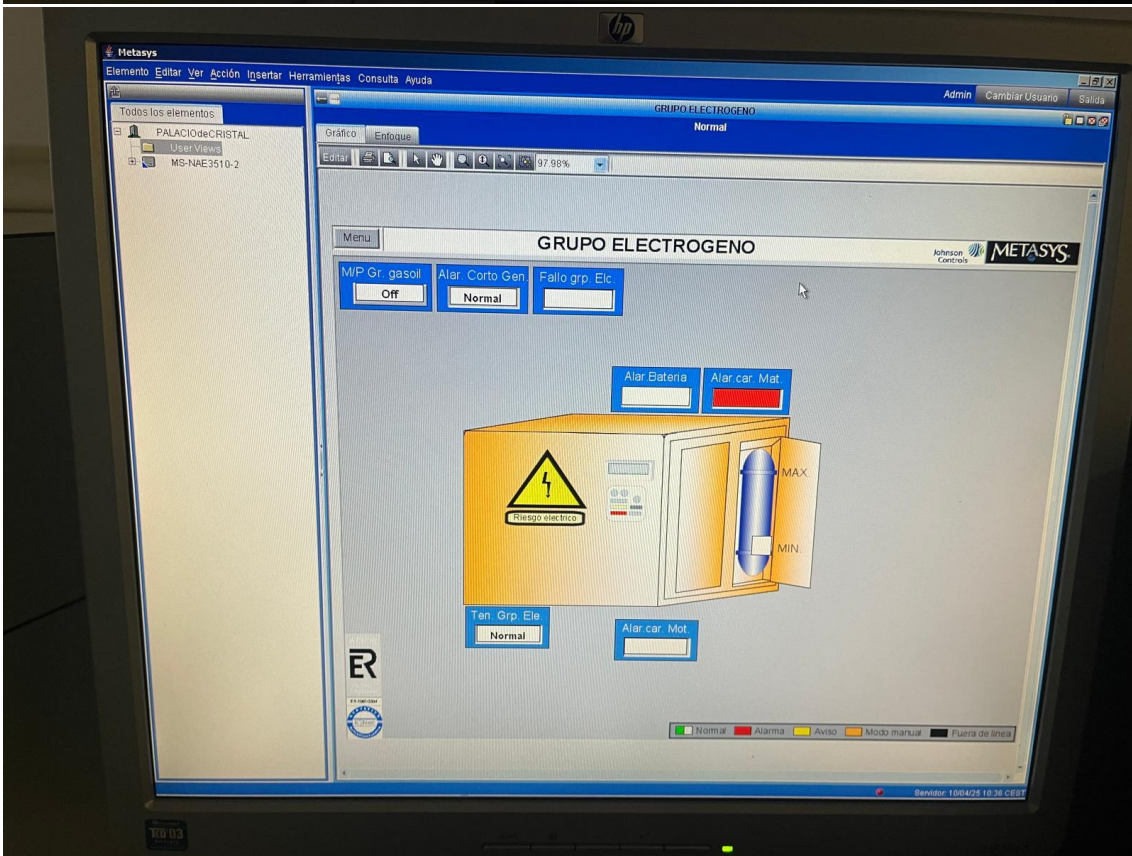 hp
Metasys
Elemento Editar Ver Acción Insertar Herramientas Consulta Ayuda
Admin Cambiar Usuario Salida
Todos los elementos
PALACIOdeCRISTAL
User Views
MS-NAE3510-2
GRUPO ELECTROGENO
Normal
Gráfico Enfoque
Editar 97.98%
Menu
GRUPO ELECTROGENO
Johnson Controls
METASYS
M/P Gr. gasoil
Off
Alar. Corto Gen.
Normal
Fallo grp. Elc.
Alar.Bateria
Alar.car. Mat.
MAX.
Riesgo electrico
MIN.
Ten. Grp. Ele.
Normal
Alar.car. Mot.
ER
Normal Alarma Aviso Modo manual Fuera de linea
Servidor: 10/04/25 10:36 CEST
TCO'03